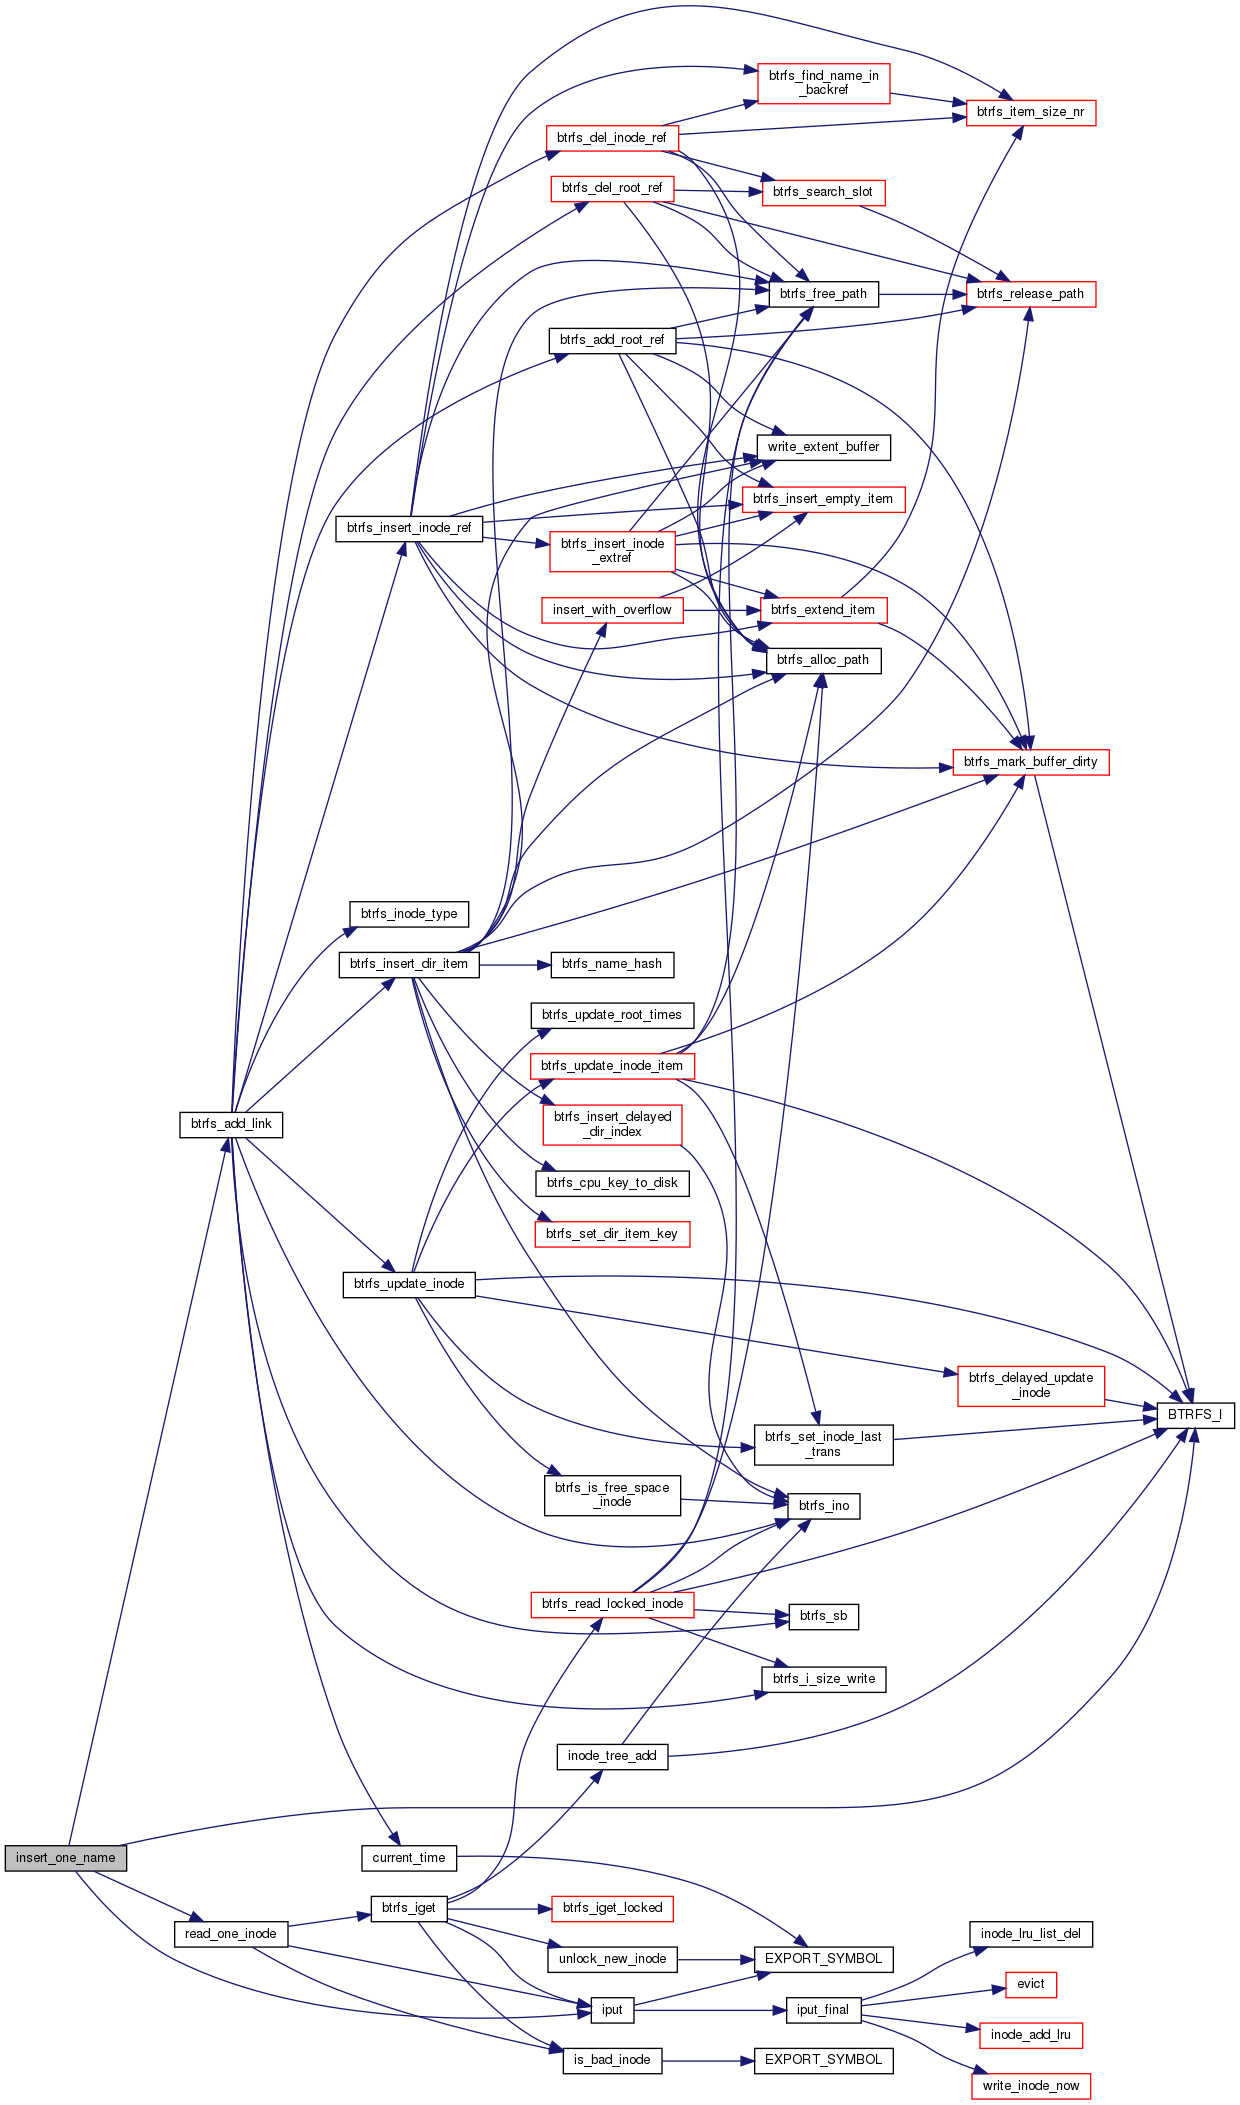 btrfs_find_name_in
_backref
btrfs_item_size_nr
btrfs_del_inode_ref
btrfs_del_root_ref
btrfs_search_slot
btrfs_free_path
btrfs_release_path
btrfs_add_root_ref
write_extent_buffer
btrfs_insert_empty_item
btrfs_insert_inode_ref
btrfs_insert_inode
_extref
insert_with_overflow
btrfs_extend_item
btrfs_alloc_path
btrfs_mark_buffer_dirty
btrfs_inode_type
btrfs_insert_dir_item
btrfs_name_hash
btrfs_update_root_times
btrfs_update_inode_item
btrfs_add_link
btrfs_insert_delayed
_dir_index
btrfs_cpu_key_to_disk
btrfs_set_dir_item_key
btrfs_update_inode
btrfs_delayed_update
_inode
BTRFS_I
btrfs_set_inode_last
_trans
btrfs_is_free_space
_inode
btrfs_ino
btrfs_read_locked_inode
btrfs_sb
btrfs_i_size_write
inode_tree_add
insert_one_name
current_time
btrfs_iget
btrfs_iget_locked
read_one_inode
unlock_new_inode
EXPORT_SYMBOL
inode_lru_list_del
evict
iput
iput_final
inode_add_lru
is_bad_inode
EXPORT_SYMBOL
write_inode_now